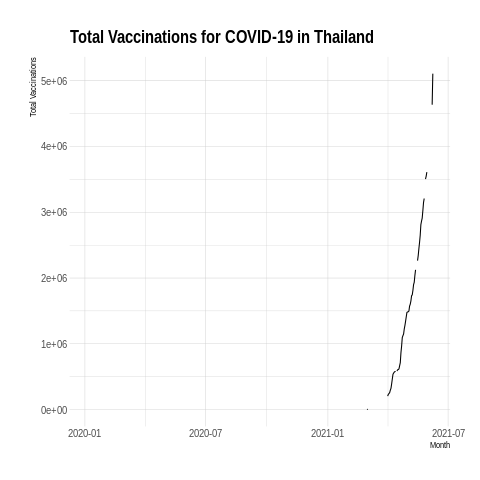 Total Vaccinations for COVID-19 in Thailand
Total Vaccinations
5e+06
4e+06
3e+06
2e+06
1e+06
0e+00
2020-01 2020-07 2021-01 2021-07
Month